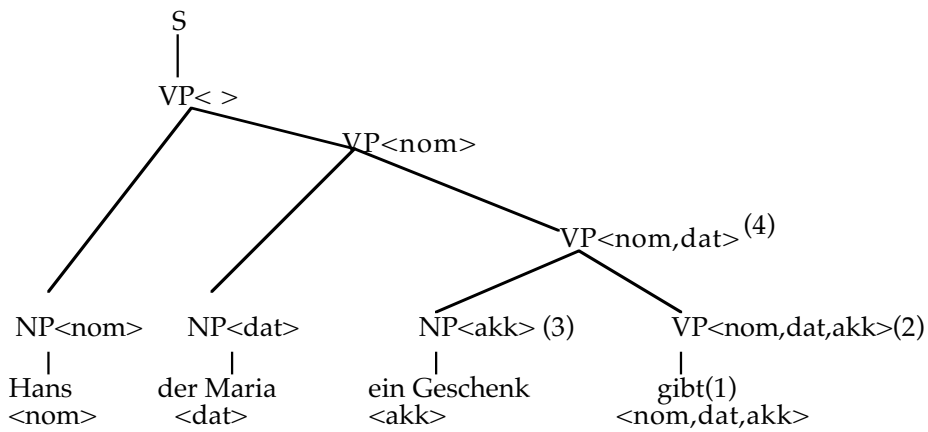 S
VP< >
VP<nom>
VP<nom,dat> (4)
NP<nom> NP<dat> NP<akk> (3) VP<nom,dat,akk>(2)
Hans der Maria ein Geschenk gibt(1)
<nom> <dat> <akk> <nom,dat,akk>